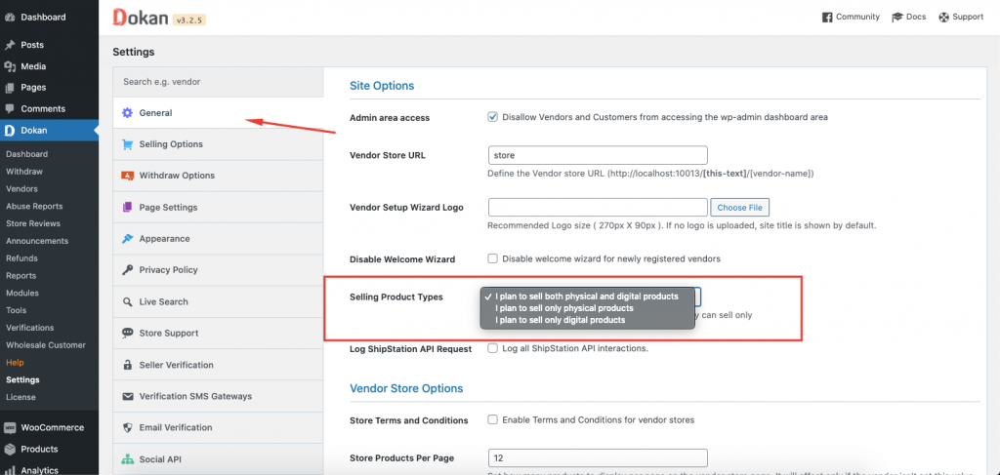 Dashboard
Posts
Media
Pages
Comments
Dokan
Dashboard
Withdraw
Vendors
Abuse Reports
Store Reviews
Announcements
Refunds
Reports
Modules
Tools
Verifications
Wholesale Customer
Help
Settings
License
WooCommerce
Products
Analytics
Dokan v3.2.5
Community Docs Support
Settings
Search e.g. vendor
General
Selling Options
Withdraw Options
Page Settings
Appearance
Privacy Policy
Live Search
Store Support
Seller Verification
Verification SMS Gateways
Email Verification
Social API
Site Options
Admin area access Disallow Vendors and Customers from accessing the wp-admin dashboard area
Vendor Store URL store
Define the Vendor store URL (http://localhost:10013/[this-text]/[vendor-name])
Vendor Setup Wizard Logo Choose File
Recommended Logo size ( 270px X 90px ). If no logo is uploaded, site title is shown by default.
Disable Welcome Wizard Disable welcome wizard for newly registered vendors
Selling Product Types ✓ I plan to sell both physical and digital products
I plan to sell only physical products
can sell only
I plan to sell only digital products
Log ShipStation API Request Log all ShipStation API interactions.
Vendor Store Options
Store Terms and Conditions Enable Terms and Conditions for vendor stores
Store Products Per Page 12